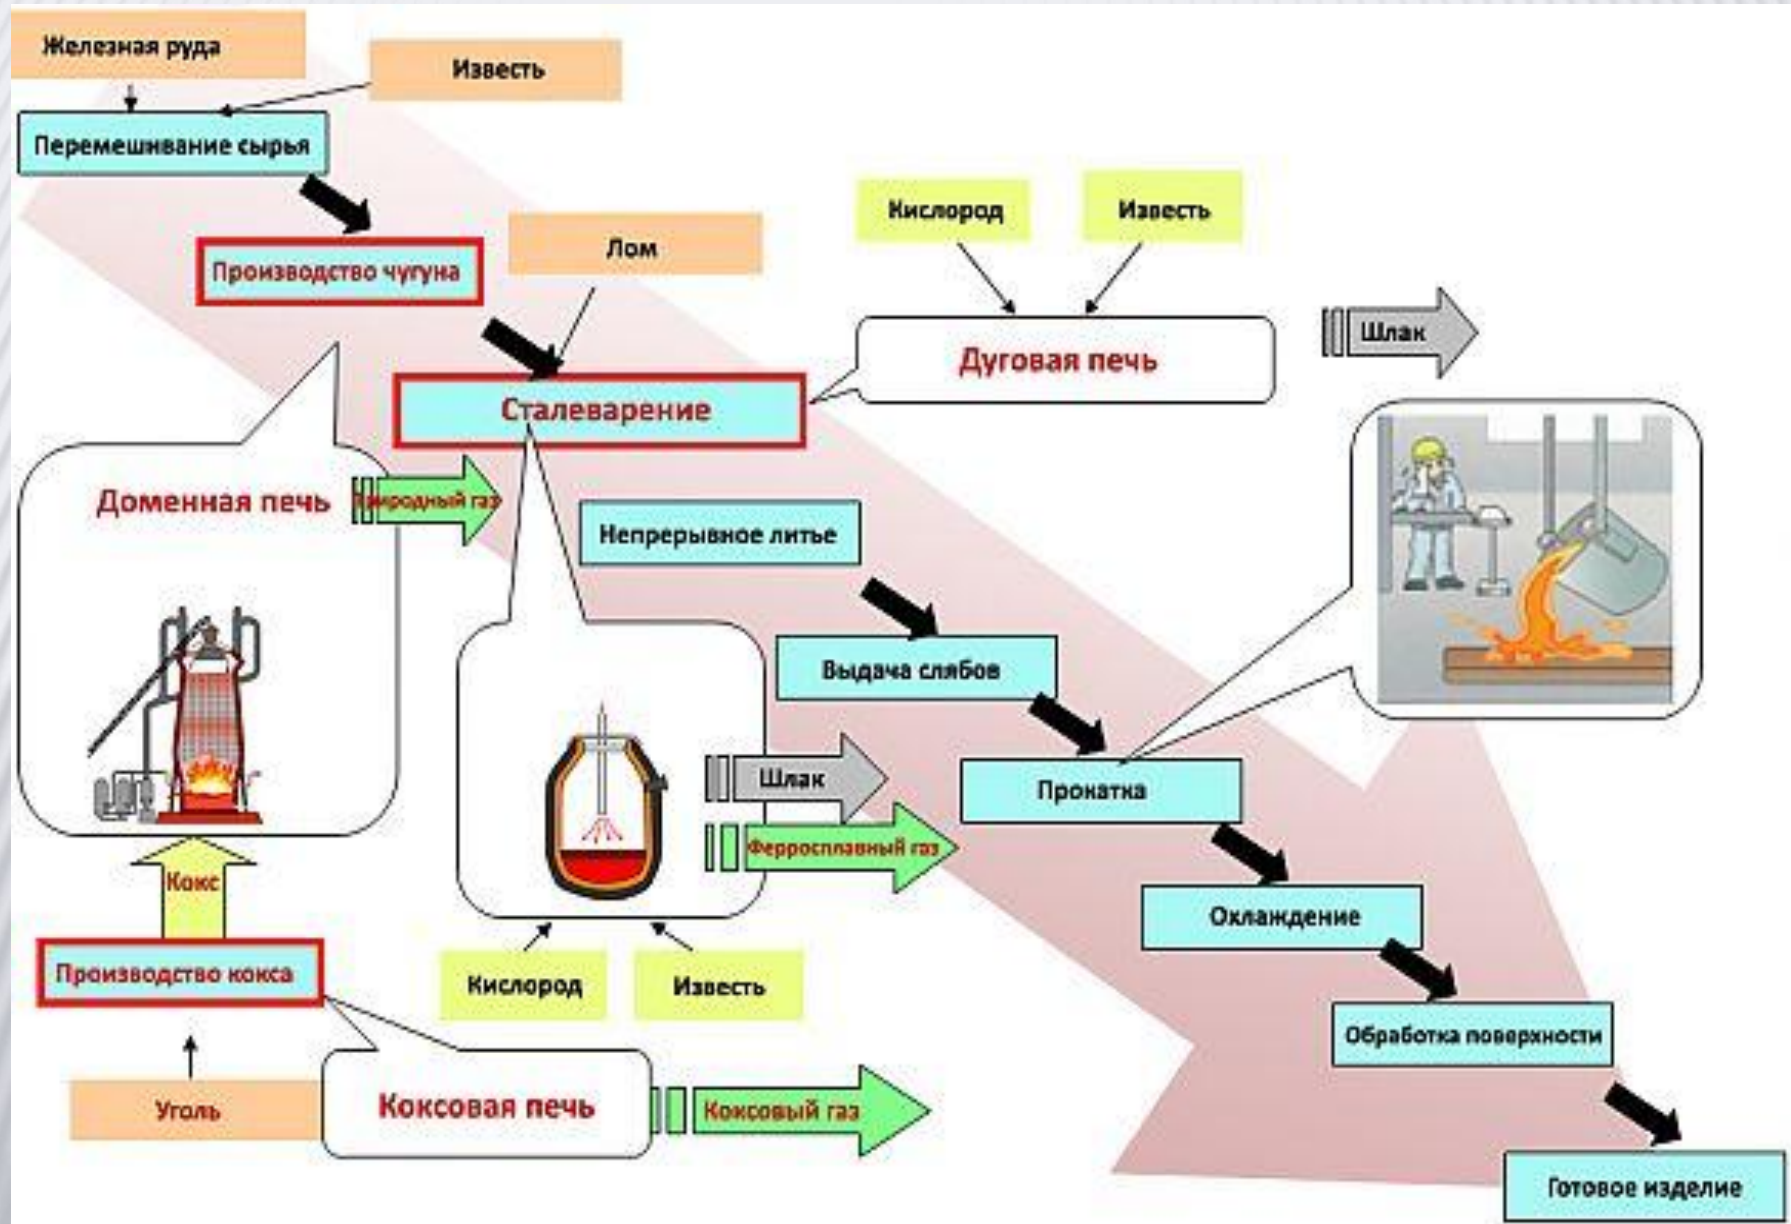 Железная руда
Известь
Перемешивание сырья
Производство чугуна
Лом
Кислород
Известь
Дуговая печь
Шлак
Сталеварение
Доменная печь
Природный газ
Непрерывное литье
Выдача слябов
Прокатка
Шлак
Ферросплавный газ
Кокс
Охлаждение
Производство кокса
Кислород
Известь
Обработка поверхности
Уголь
Коксовая печь
Коксовый газ
Готовое изделие